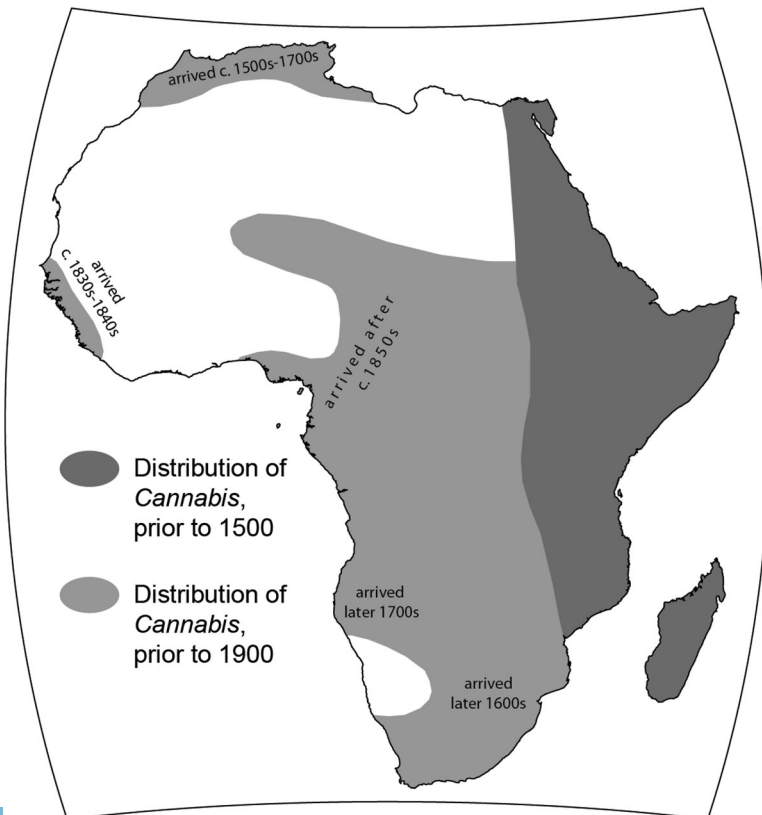 arrived c. 1500s-1700s
arrived
c. 1830s-1840s
arrived after
c.1850s
Distribution of
Cannabis,
prior to 1500
Distribution of
Cannabis,
prior to 1900
arrived
later 1700s
arrived
later 1600s